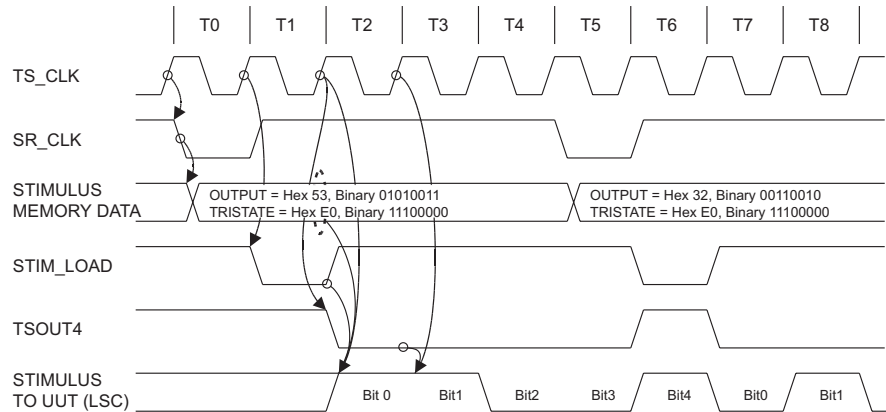 T0 T1 T2 T3 T4 T5 T6 T7 T8
TS_CLK
SR_CLK
STIMULUS
MEMORY DATA
OUTPUT = Hex 53, Binary 01010011
TRISTATE = Hex E0, Binary 11100000
OUTPUT = Hex 32, Binary 00110010
TRISTATE = Hex E0, Binary 11100000
STIM_LOAD
TSOUT4
STIMULUS
TO UUT (LSC)
Bit 0 Bit1 Bit2 Bit3 Bit4 Bit0 Bit1